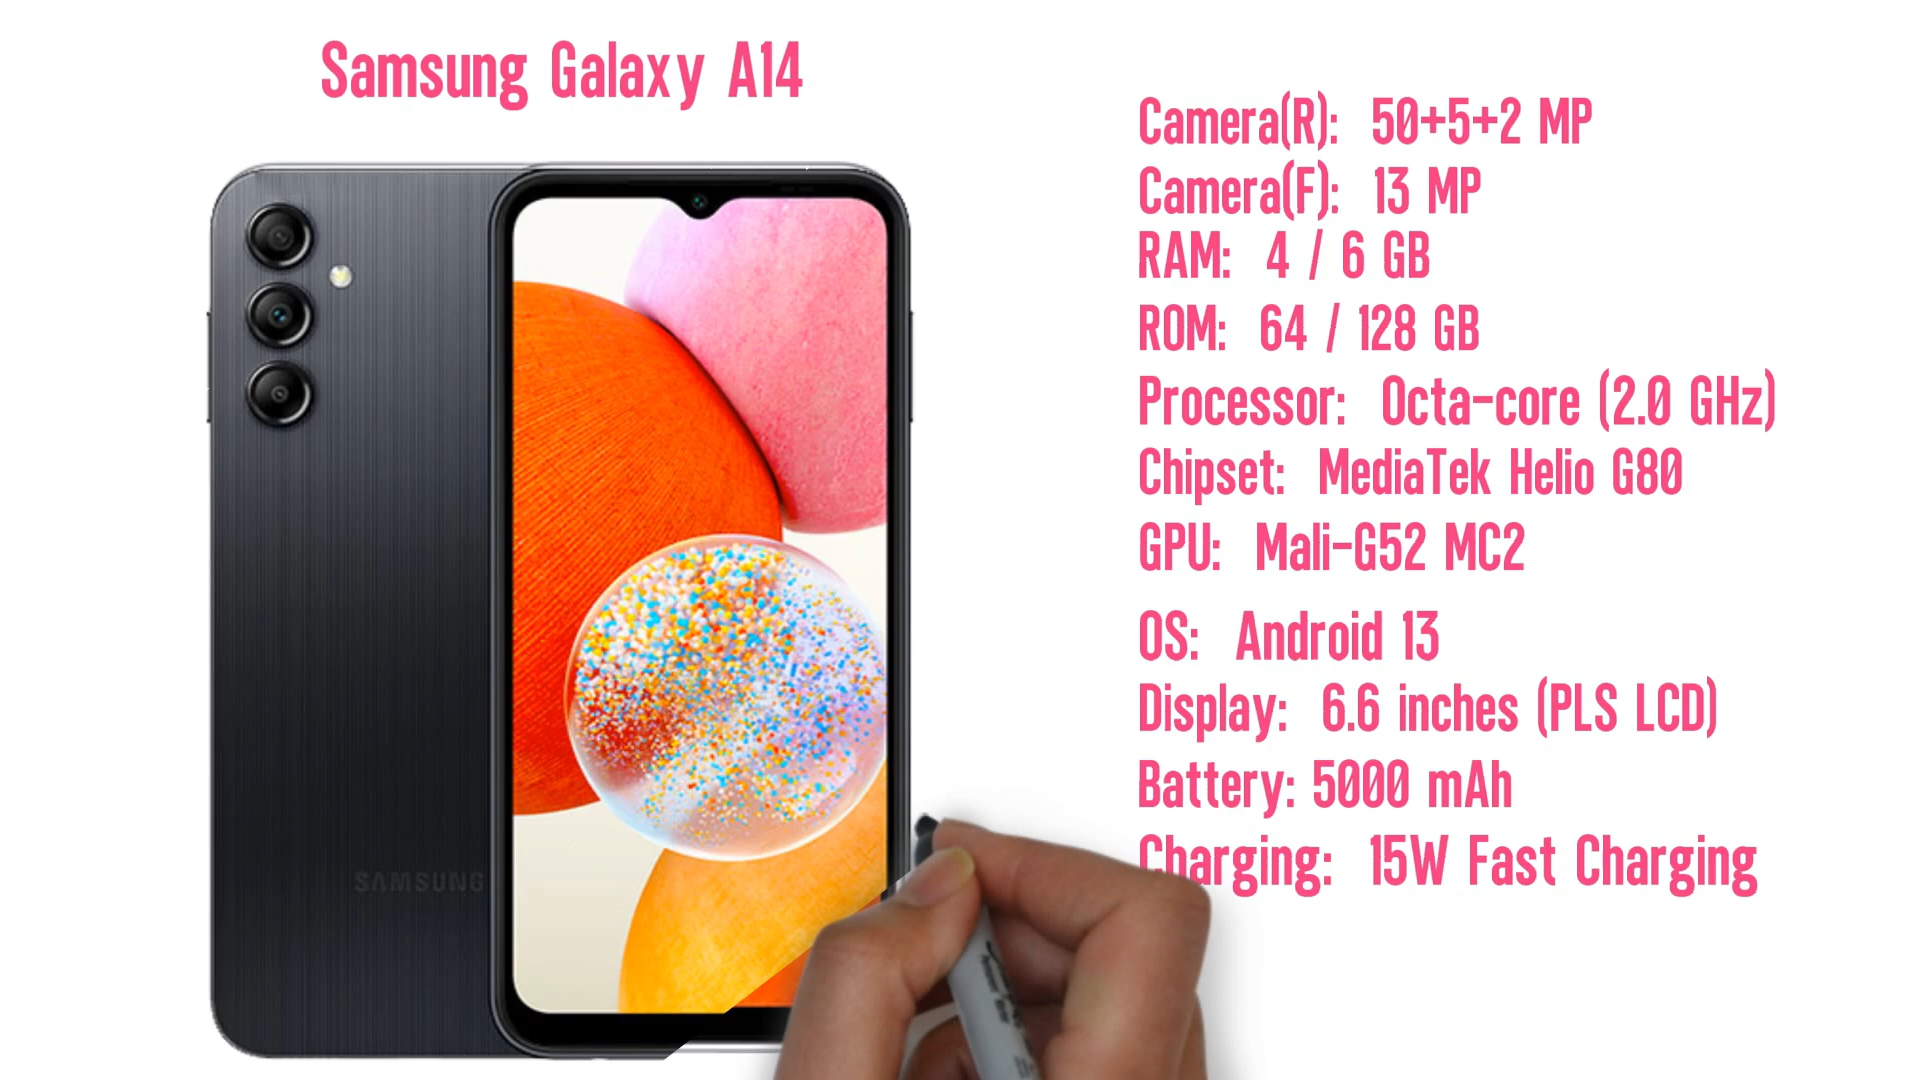 Samsung Galaxy A14
Camera(R): 50+5+2 MP
Camera(F): 13 MP
RAM: 4 / 6 GB
ROM: 64 / 128 GB
Processor: Octa-core (2.0 GHz)
Chipset: MediaTek Helio G80
GPU: Mali-G52 MC2
OS: Android 13
Display: 6.6 inches (PLS LCD)
Battery: 5000 mAh
Charging: 15W Fast Charging
SAMSUNG